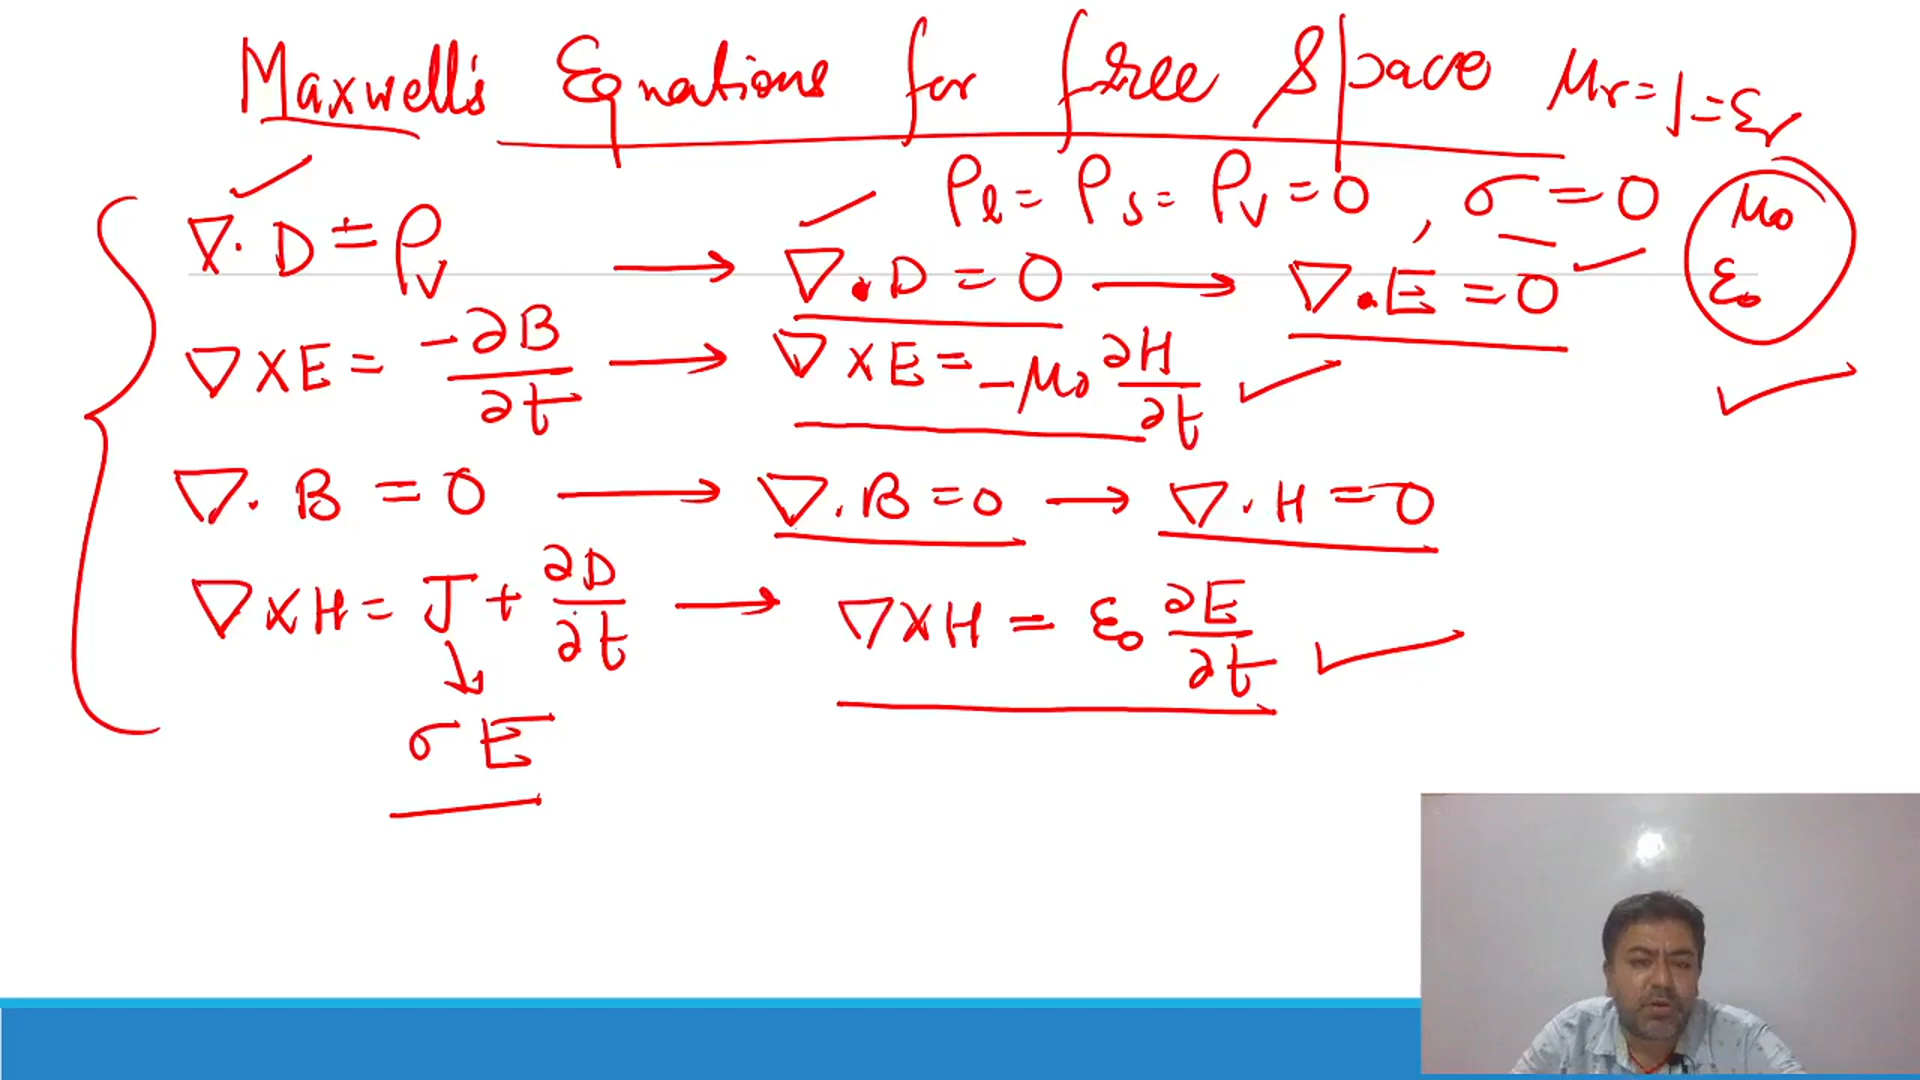 Maxwell's Equations for free space μr = 1 = εr
ρl = ρs = ρv = 0 , σ = 0 μ0 ε0
∇·D = ρv → ∇·D = 0 → ∇·E = 0
∇×E = -∂B/∂t → ∇×E = -μ0 ∂H/∂t
∇·B = 0 → ∇·B = 0 → ∇·H = 0
∇×H = J + ∂D/∂t → ∇×H = ε0 ∂E/∂t
↓
σE